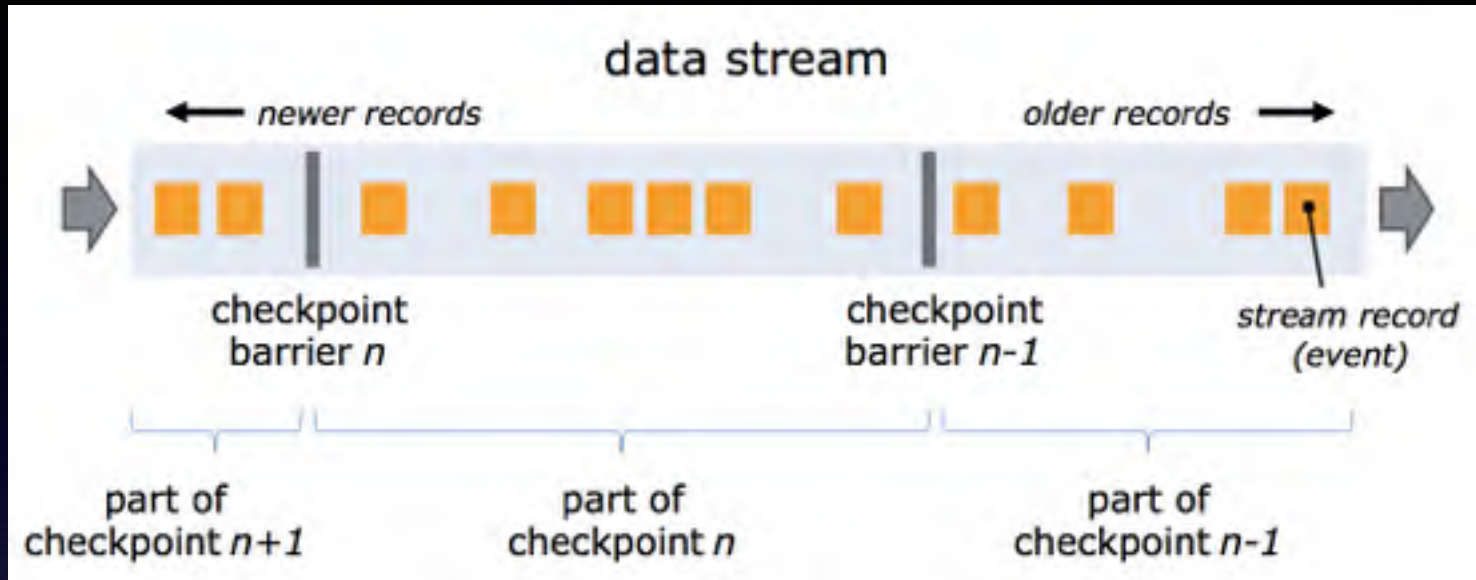 data stream
newer records
older records
checkpoint
barrier n
checkpoint
barrier n-1
stream record
(event)
part of
checkpoint n+1
part of
checkpoint n
part of
checkpoint n-1